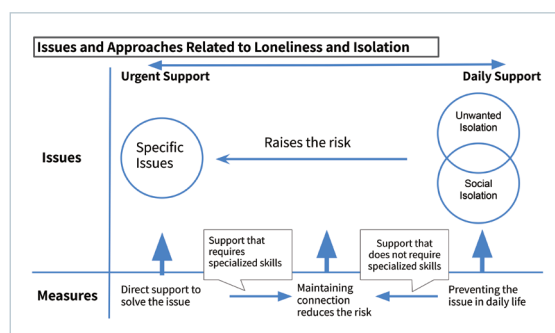 Issues and Approaches Related to Loneliness and Isolation
Urgent Support
Daily Support
Issues
Specific
Issues
Raises the risk
Unwanted
Isolation
Social
Isolation
Support that
requires
specialized skills
Support that
does not require
specialized skills
Measures
Direct support to
solve the issue
Maintaining
connection
reduces the risk
Preventing the
issue in daily life